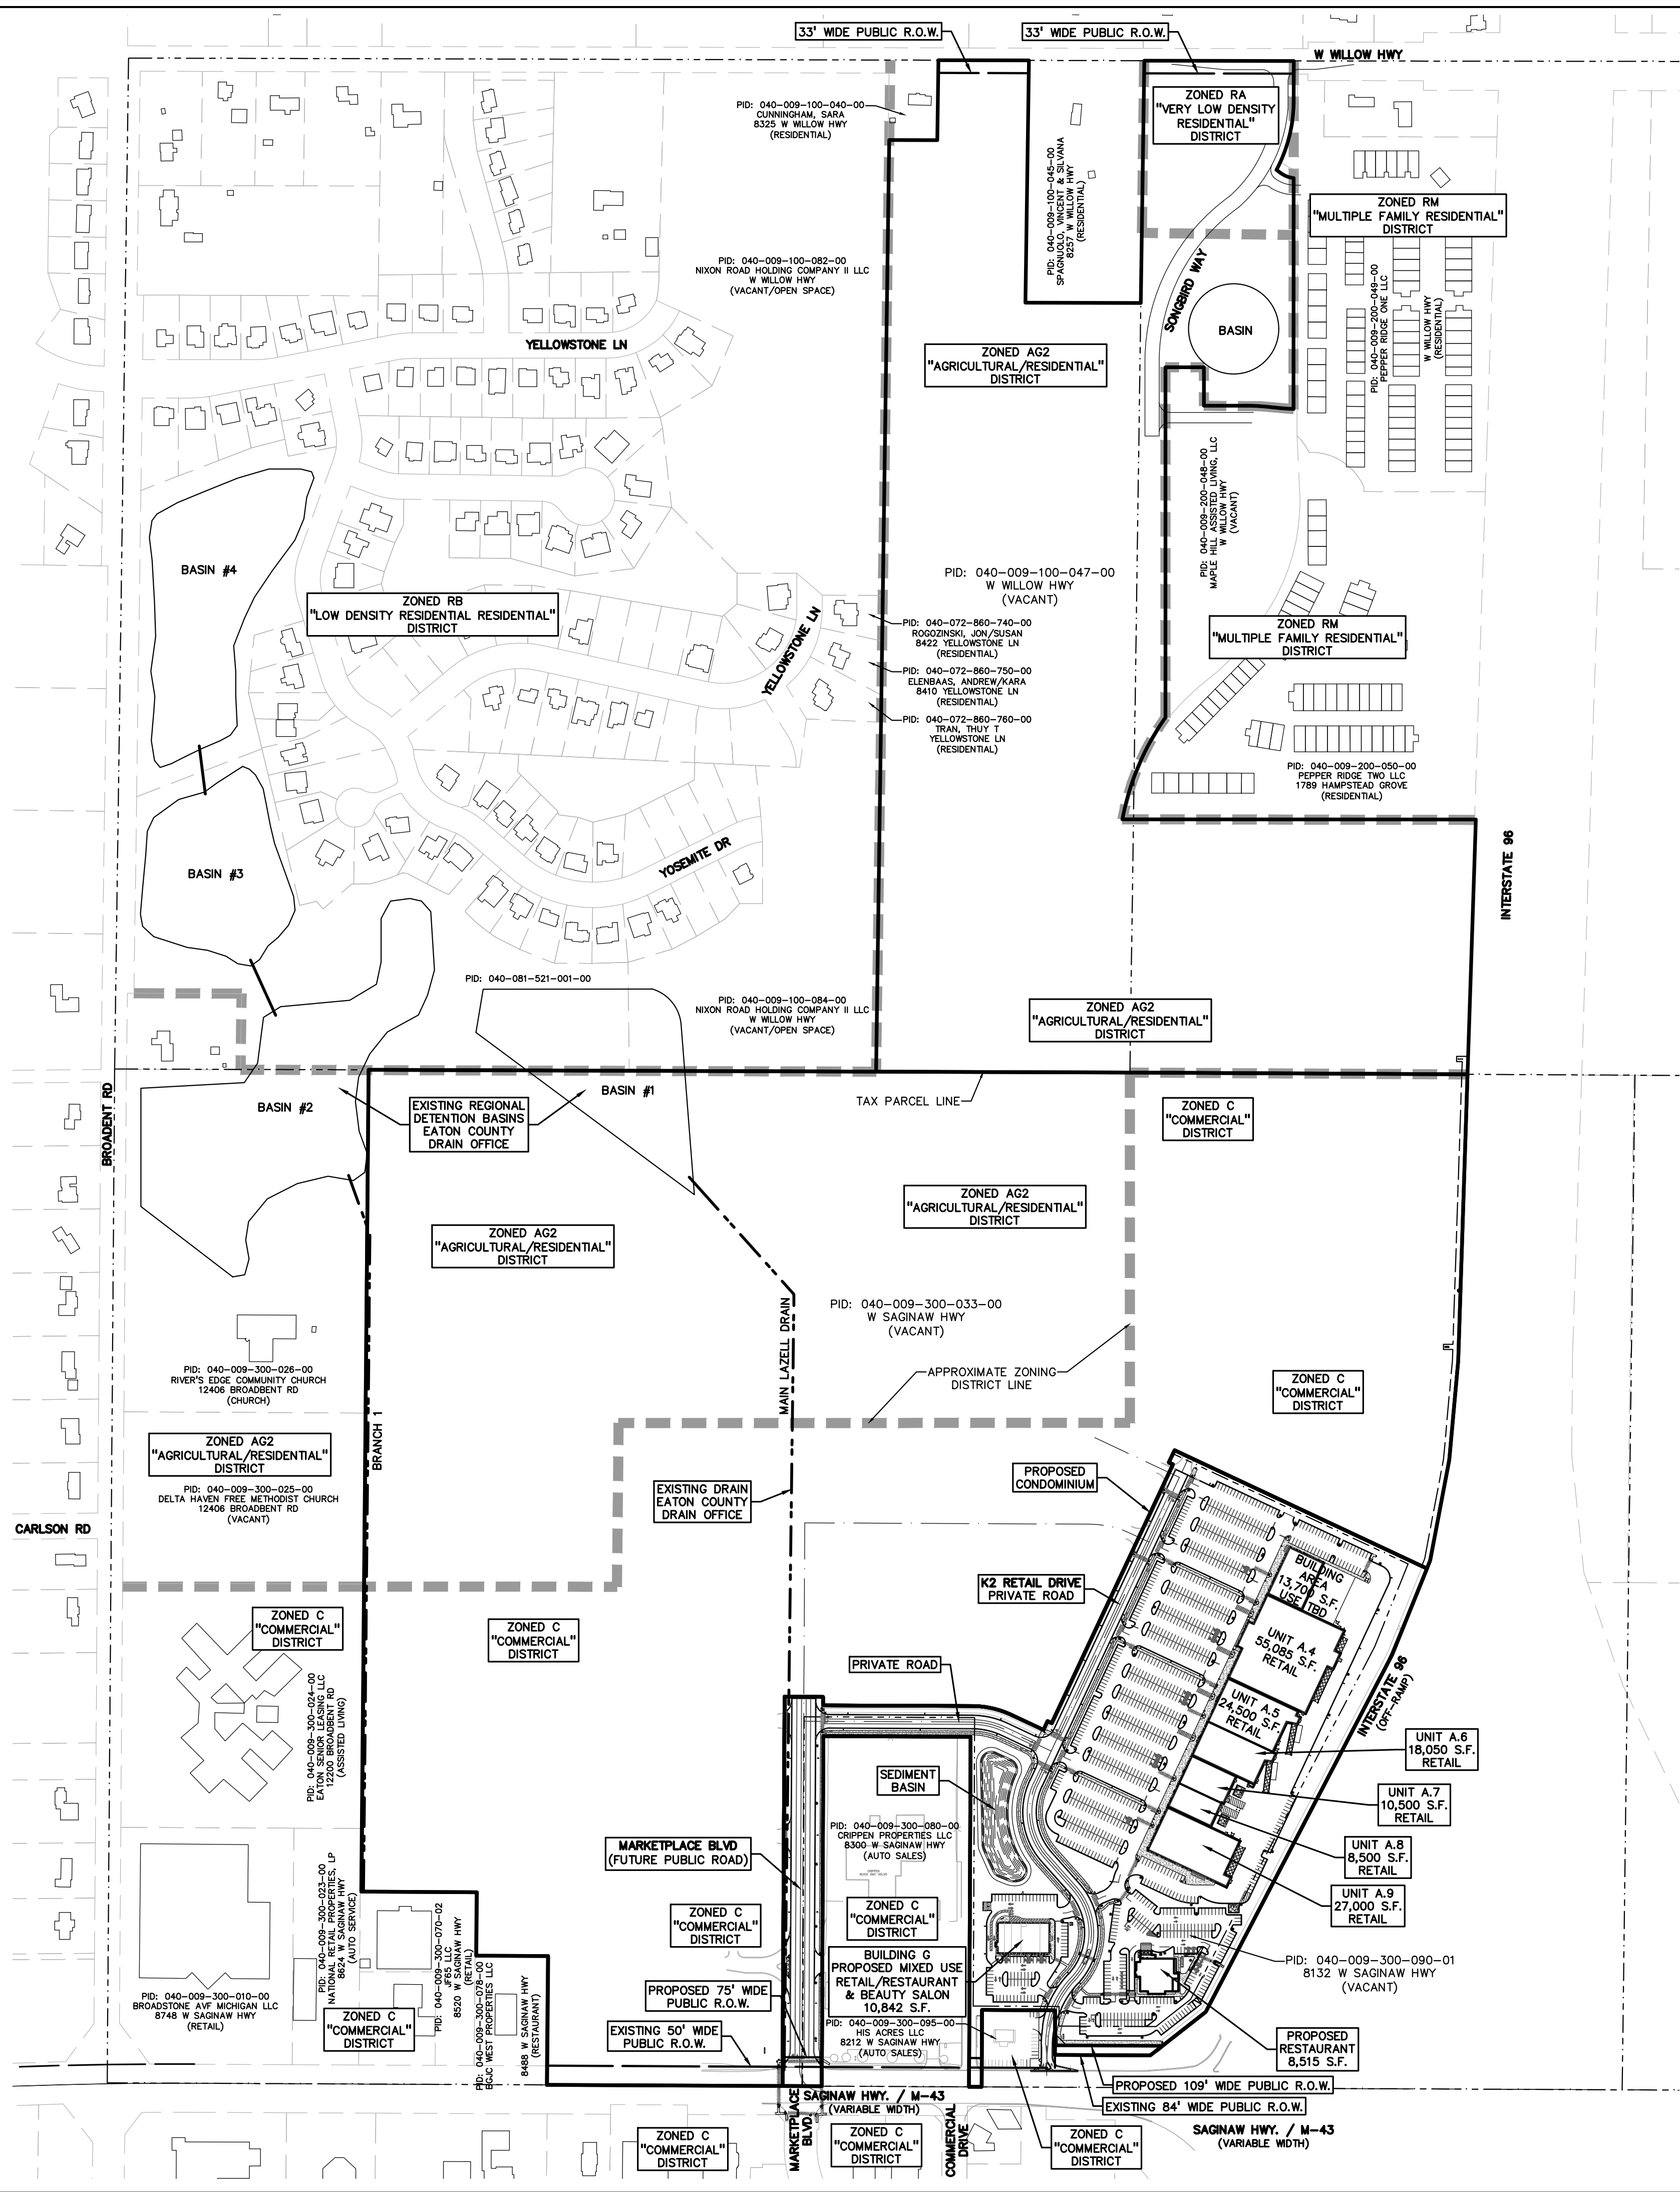 33' WIDE PUBLIC R.O.W.
33' WIDE PUBLIC R.O.W.
W WILLOW HWY
PID: 040-009-100-040-00
CUNNINGHAM, SARA
8325 W WILLOW HWY
(RESIDENTIAL)
ZONED RA
"VERY LOW DENSITY
RESIDENTIAL"
DISTRICT
PID: 040-009-100-045-00
SPAGNUOLO, VINCENT & SILVANA
8257 W WILLOW HWY
(RESIDENTIAL)
ZONED RM
"MULTIPLE FAMILY RESIDENTIAL"
DISTRICT
PID: 040-009-100-082-00
NIXON ROAD HOLDING COMPANY II LLC
W WILLOW HWY
(VACANT/OPEN SPACE)
SONGBIRD WAY
BASIN
PID: 040-009-200-049-00
PEPPER RIDGE ONE LLC
W WILLOW HWY
(RESIDENTIAL)
YELLOWSTONE LN
ZONED AG2
"AGRICULTURAL/RESIDENTIAL"
DISTRICT
PID: 040-009-200-048-00
MAPLE HILL ASSISTED LIVING, LLC
W WILLOW HWY
(VACANT)
BASIN #4
PID: 040-009-100-047-00
W WILLOW HWY
(VACANT)
ZONED RB
"LOW DENSITY RESIDENTIAL RESIDENTIAL"
DISTRICT
YELLOWSTONE LN
PID: 040-072-860-740-00
ROGOZINSKI, JON/SUSAN
8422 YELLOWSTONE LN
(RESIDENTIAL)
ZONED RM
"MULTIPLE FAMILY RESIDENTIAL"
DISTRICT
PID: 040-072-860-750-00
ELENBAAS, ANDREW/KARA
8410 YELLOWSTONE LN
(RESIDENTIAL)
PID: 040-072-860-760-00
TRAN, THUY T
YELLOWSTONE LN
(RESIDENTIAL)
PID: 040-009-200-050-00
PEPPER RIDGE TWO LLC
1789 HAMPSTEAD GROVE
(RESIDENTIAL)
YOSEMITE DR
BASIN #3
INTERSTATE 96
PID: 040-081-521-001-00
PID: 040-009-100-084-00
NIXON ROAD HOLDING COMPANY II LLC
W WILLOW HWY
(VACANT/OPEN SPACE)
ZONED AG2
"AGRICULTURAL/RESIDENTIAL"
DISTRICT
BROADENT RD
BASIN #2
EXISTING REGIONAL
DETENTION BASINS
EATON COUNTY
DRAIN OFFICE
BASIN #1
TAX PARCEL LINE
ZONED C
"COMMERCIAL"
DISTRICT
ZONED AG2
"AGRICULTURAL/RESIDENTIAL"
DISTRICT
ZONED AG2
"AGRICULTURAL/RESIDENTIAL"
DISTRICT
MAIN LAZELL DRAIN
PID: 040-009-300-033-00
W SAGINAW HWY
(VACANT)
PID: 040-009-300-026-00
RIVER'S EDGE COMMUNITY CHURCH
12406 BROADBENT RD
(CHURCH)
APPROXIMATE ZONING
DISTRICT LINE
ZONED C
"COMMERCIAL"
DISTRICT
BRANCH 1
ZONED AG2
"AGRICULTURAL/RESIDENTIAL"
DISTRICT
PID: 040-009-300-025-00
DELTA HAVEN FREE METHODIST CHURCH
12406 BROADBENT RD
(VACANT)
CARLSON RD
EXISTING DRAIN
EATON COUNTY
DRAIN OFFICE
PROPOSED
CONDOMINIUM
K2 RETAIL DRIVE
PRIVATE ROAD
BUILDING
AREA
13,700 S.F.
USE TBD
UNIT A.4
55,085 S.F.
RETAIL
UNIT A.5
24,500 S.F.
RETAIL
INTERSTATE 96
(OFF-RAMP)
ZONED C
"COMMERCIAL"
DISTRICT
ZONED C
"COMMERCIAL"
DISTRICT
PRIVATE ROAD
PID: 040-009-300-024-00
EATON SENIOR LEASING LLC
12200 BROADBENT RD
(ASSISTED LIVING)
UNIT A.6
18,050 S.F.
RETAIL
SEDIMENT
BASIN
UNIT A.7
10,500 S.F.
RETAIL
PID: 040-009-300-080-00
CRIPPEN PROPERTIES LLC
8300 W SAGINAW HWY
(AUTO SALES)
UNIT A.8
8,500 S.F.
RETAIL
MARKETPLACE BLVD
(FUTURE PUBLIC ROAD)
UNIT A.9
27,000 S.F.
RETAIL
ZONED C
"COMMERCIAL"
DISTRICT
ZONED C
"COMMERCIAL"
DISTRICT
PID: 040-009-300-023-00
NATIONAL RETAIL PROPERTIES, LP
8624 W SAGINAW HWY
(AUTO SERVICE)
PID: 040-009-300-070-02
JF65 LLC
8520 W SAGINAW HWY
(RETAIL)
PID: 040-009-300-078-00
BGJC WEST PROPERTIES LLC
8488 W SAGINAW HWY
(RESTAURANT)
BUILDING G
PROPOSED MIXED USE
RETAIL/RESTAURANT
& BEAUTY SALON
10,842 S.F.
PID: 040-009-300-090-01
8132 W SAGINAW HWY
(VACANT)
PID: 040-009-300-010-00
BROADSTONE AVF MICHIGAN LLC
8748 W SAGINAW HWY
(RETAIL)
PROPOSED 75' WIDE
PUBLIC R.O.W.
ZONED C
"COMMERCIAL"
DISTRICT
EXISTING 50' WIDE
PUBLIC R.O.W.
PID: 040-009-300-095-00
HIS ACRES LLC
8212 W SAGINAW HWY
(AUTO SALES)
PROPOSED
RESTAURANT
8,515 S.F.
PROPOSED 109' WIDE PUBLIC R.O.W.
EXISTING 84' WIDE PUBLIC R.O.W.
SAGINAW HWY. / M-43
(VARIABLE WIDTH)
MARKETPLACE
BLVD.
COMMERCIAL
DRIVE
SAGINAW HWY. / M-43
(VARIABLE WIDTH)
ZONED C
"COMMERCIAL"
DISTRICT
ZONED C
"COMMERCIAL"
DISTRICT
ZONED C
"COMMERCIAL"
DISTRICT